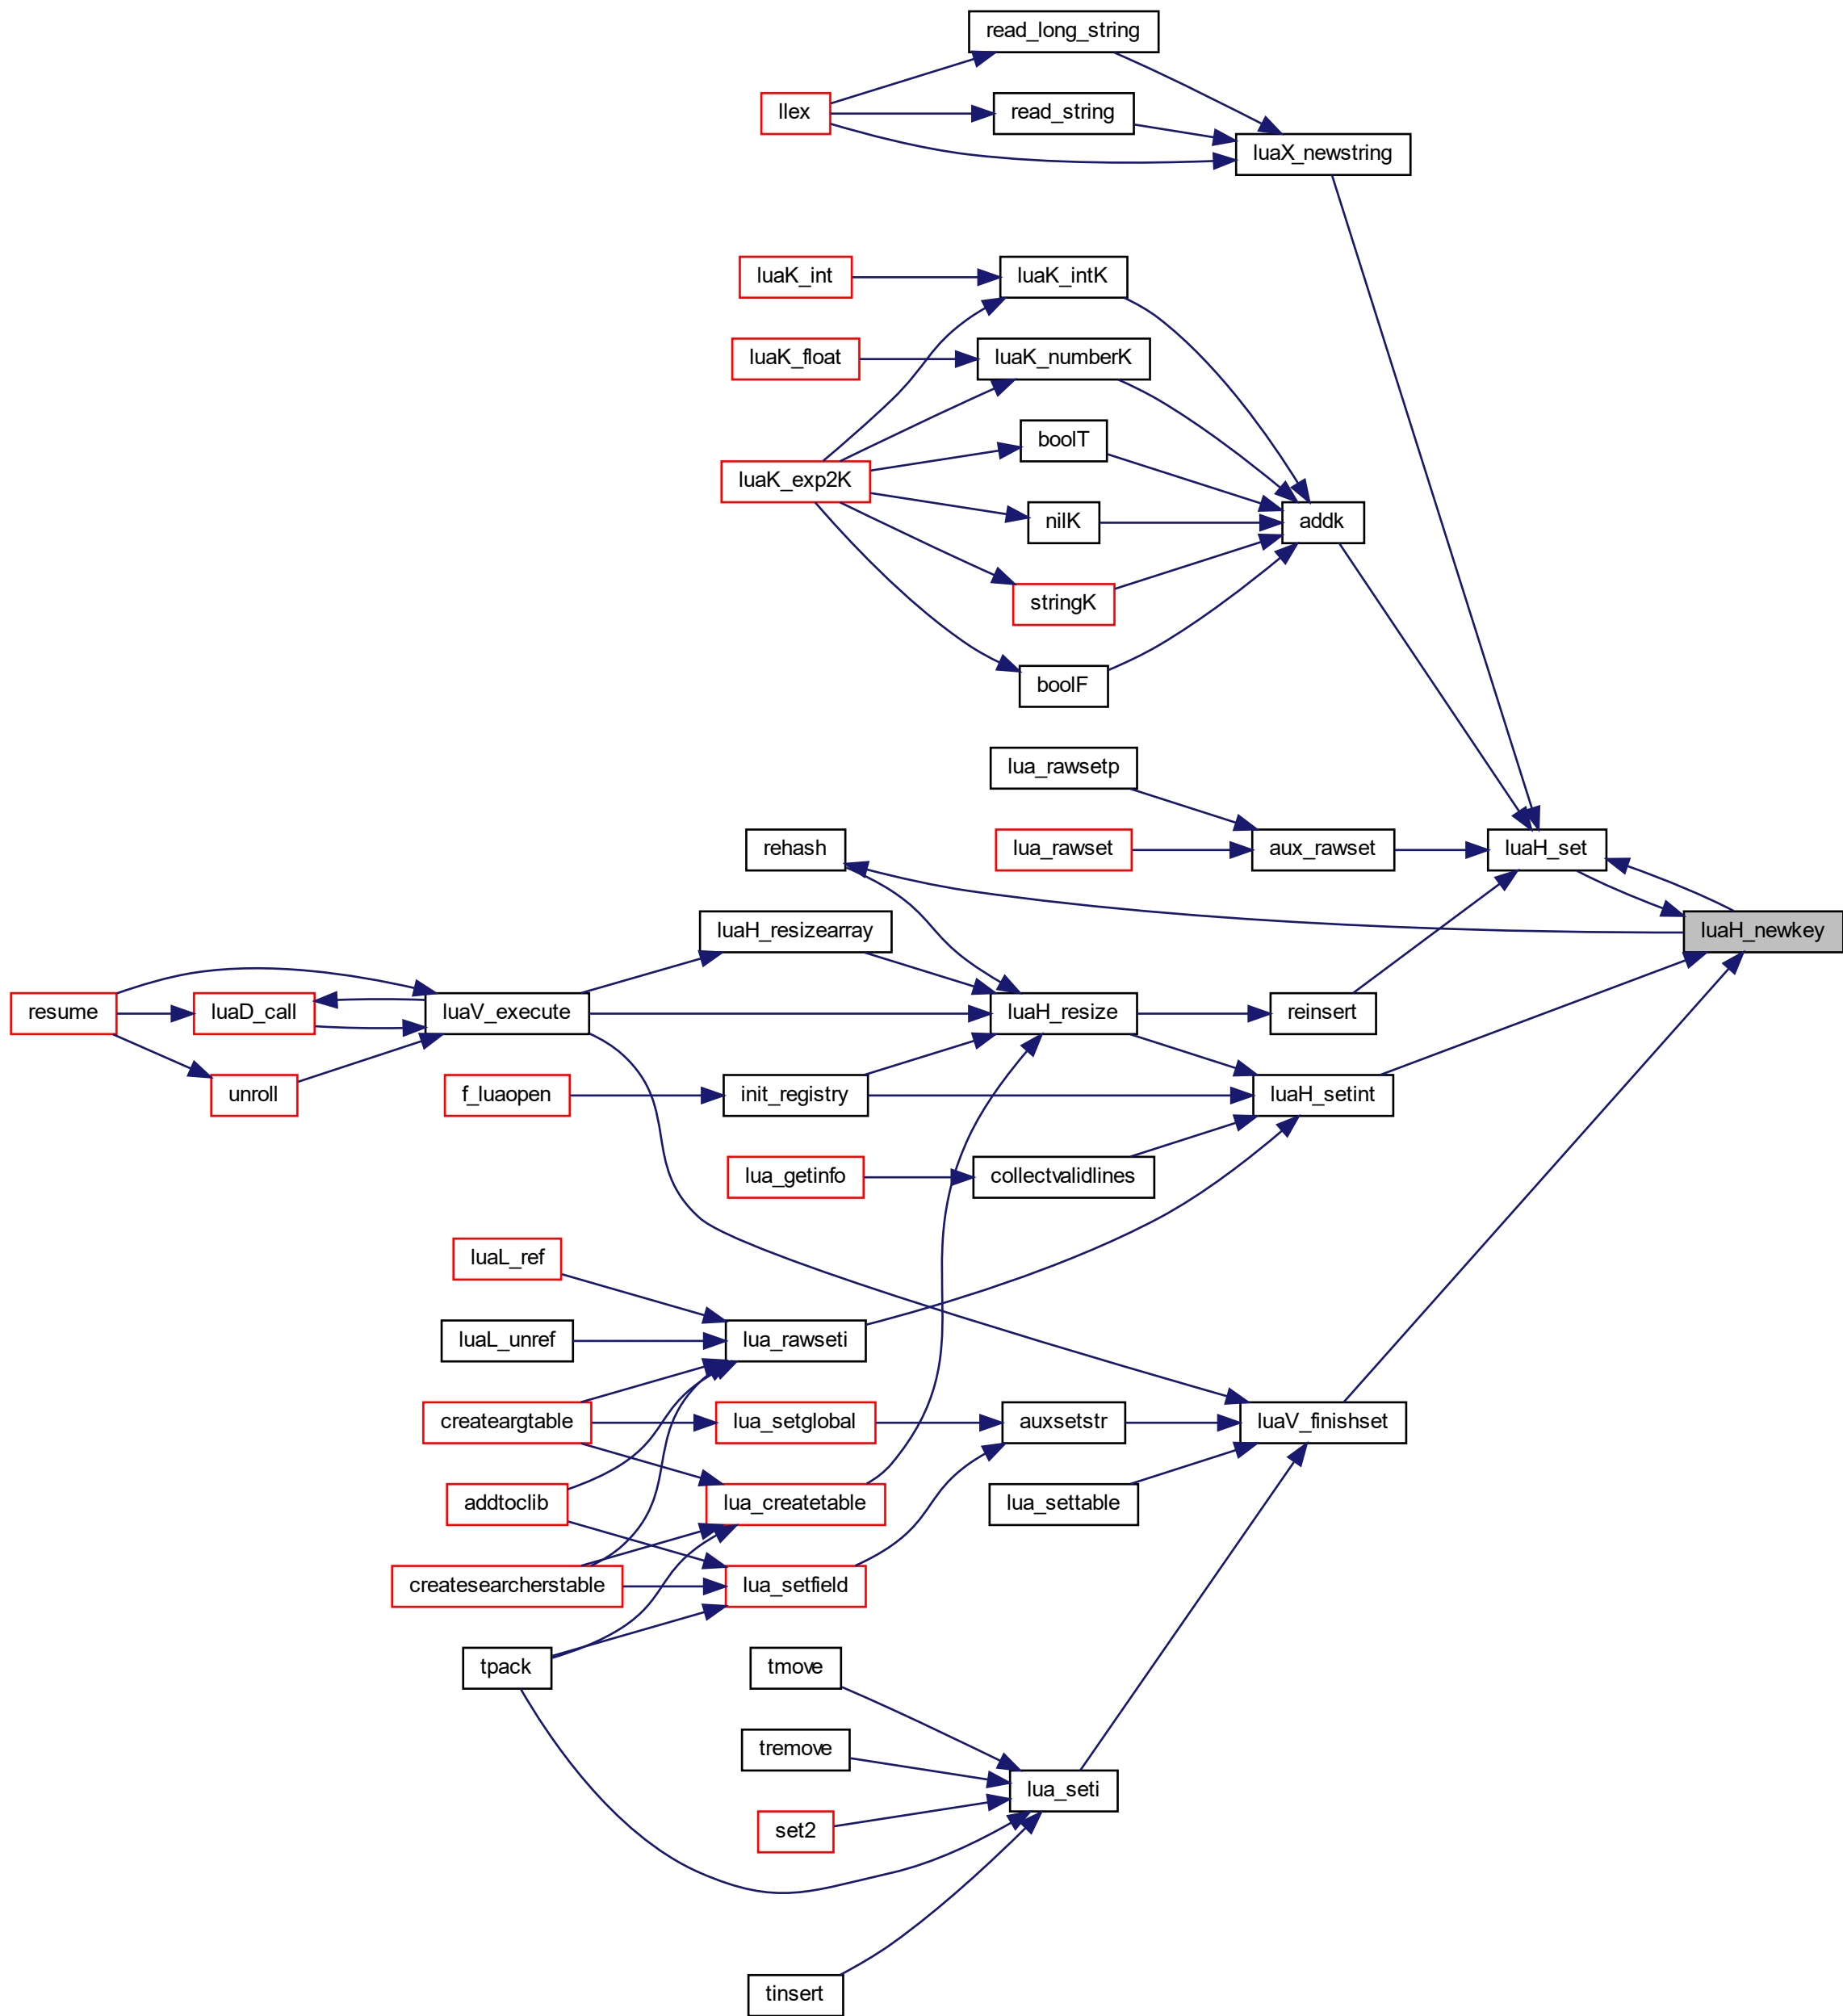 read_long_string
llex
read_string
luaX_newstring
luaK_int
luaK_intK
luaK_float
luaK_numberK
boolT
luaK_exp2K
nilK
addk
stringK
boolF
lua_rawsetp
rehash
lua_rawset
aux_rawset
luaH_set
luaH_resizearray
luaH_newkey
resume
luaD_call
luaV_execute
luaH_resize
reinsert
unroll
f_luaopen
init_registry
luaH_setint
lua_getinfo
collectvalidlines
luaL_ref
luaL_unref
lua_rawseti
createargtable
lua_setglobal
auxsetstr
luaV_finishset
addtoclib
lua_createtable
lua_settable
createsearcherstable
lua_setfield
tpack
tmove
tremove
lua_seti
set2
tinsert